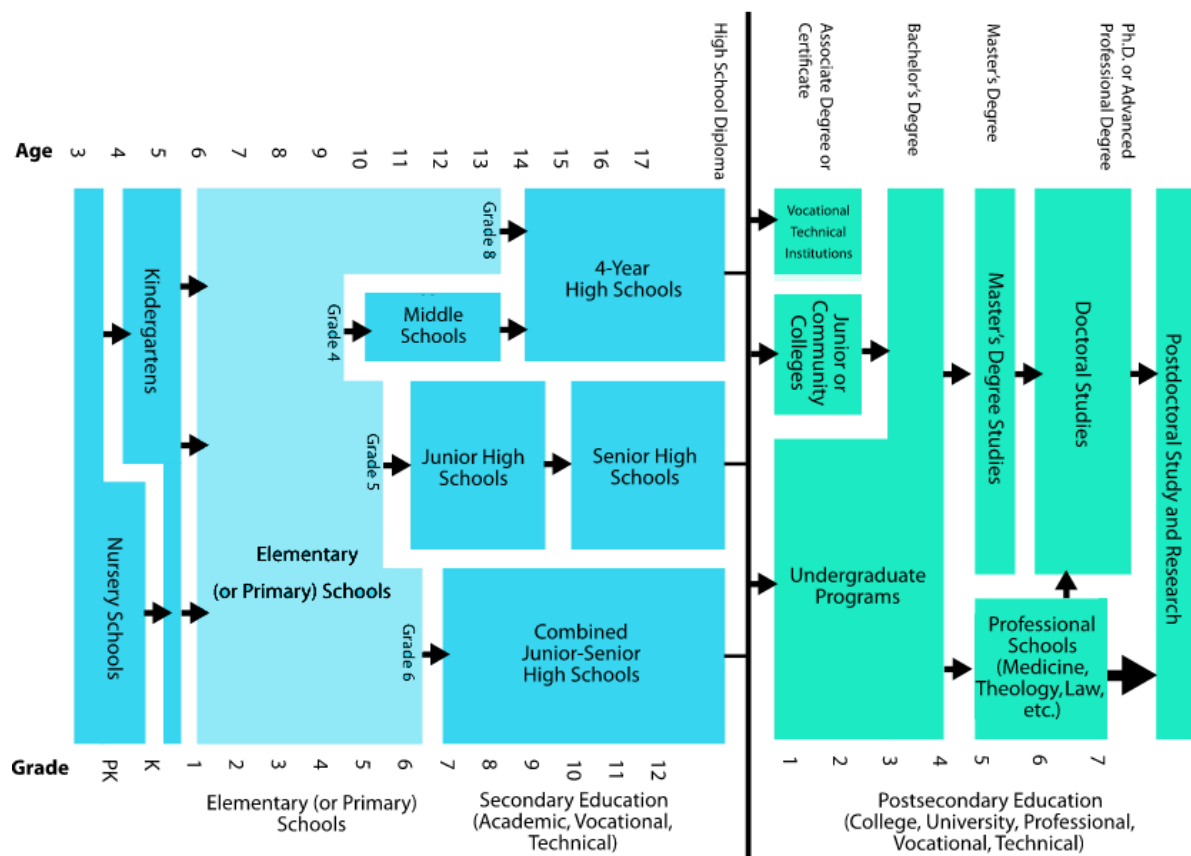 High School Diploma
Associate Degree or
Certificate
Bachelor's Degree
Master's Degree
Ph.D. or Advanced
Professional Degree
Age
3
4
5
6
7
8
9
10
11
12
13
14
15
16
17
Kindergartens
Nursery Schools
Elementary
(or Primary) Schools
Grade 8
Grade 4
Grade 5
Grade 6
4-Year
High Schools
Middle
Schools
Junior High
Schools
Senior High
Schools
Combined
Junior-Senior
High Schools
Vocational
Technical
Institutions
Junior or
Community
Colleges
Undergraduate
Programs
Master's Degree Studies
Doctoral Studies
Professional
Schools
(Medicine,
Theology, Law,
etc.)
Postdoctoral Study and Research
Grade
PK
K
1
2
3
4
5
6
7
8
9
10
11
12
1
2
3
4
5
6
7
Elementary (or Primary)
Schools
Secondary Education
(Academic, Vocational,
Technical)
Postsecondary Education
(College, University, Professional,
Vocational, Technical)